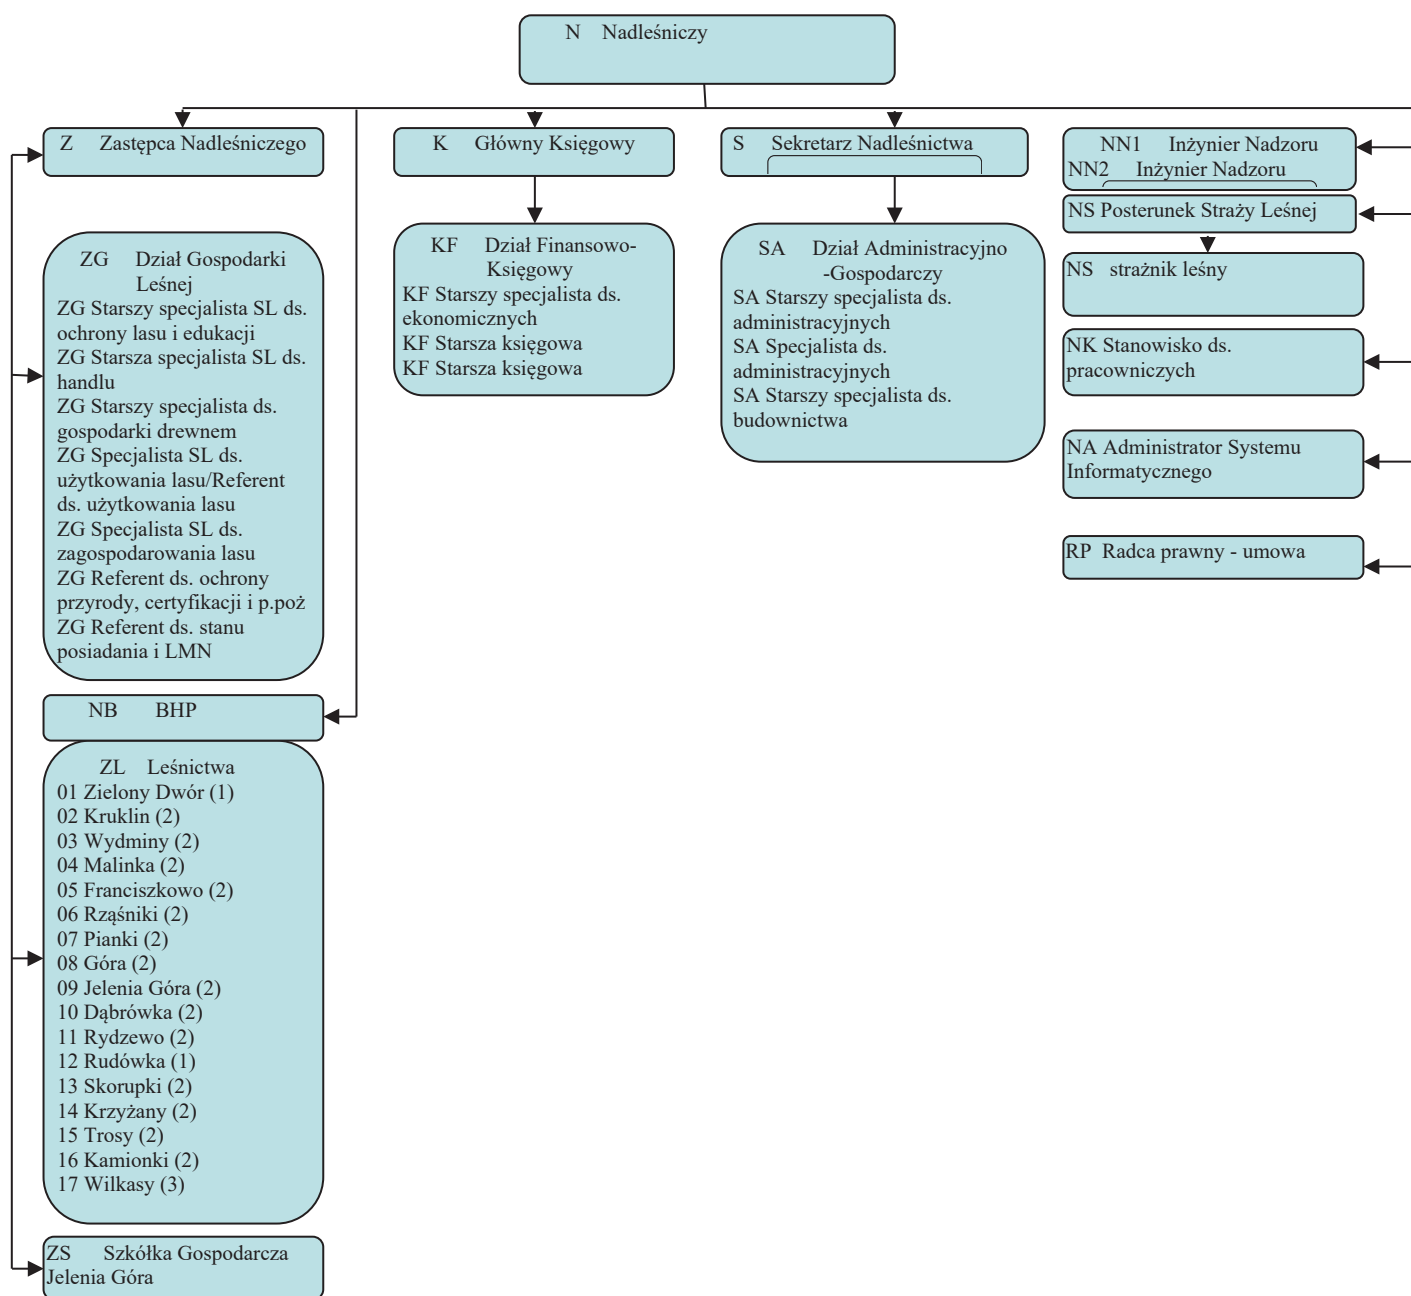 N Nadleśniczy
Z Zastępca Nadleśniczego
K Główny Księgowy
S Sekretarz Nadleśnictwa
NN1 Inżynier Nadzoru
NN2 Inżynier Nadzoru
NS Posterunek Straży Leśnej
ZG Dział Gospodarki
Leśnej
ZG Starszy specjalista SL ds.
ochrony lasu i edukacji
ZG Starsza specjalista SL ds.
handlu
ZG Starszy specjalista ds.
gospodarki drewnem
ZG Specjalista SL ds.
użytkowania lasu/Referent
ds. użytkowania lasu
ZG Specjalista SL ds.
zagospodarowania lasu
ZG Referent ds. ochrony
przyrody, certyfikacji i p.poż
ZG Referent ds. stanu
posiadania i LMN
KF Dział Finansowo-
Księgowy
KF Starszy specjalista ds.
ekonomicznych
KF Starsza księgowa
KF Starsza księgowa
SA Dział Administracyjno
-Gospodarczy
SA Starszy specjalista ds.
administracyjnych
SA Specjalista ds.
administracyjnych
SA Starszy specjalista ds.
budownictwa
NS strażnik leśny
NK Stanowisko ds.
pracowniczych
NA Administrator Systemu
Informatycznego
RP Radca prawny - umowa
NB BHP
ZL Leśnictwa
01 Zielony Dwór (1)
02 Kruklin (2)
03 Wydminy (2)
04 Malinka (2)
05 Franciszkowo (2)
06 Rząśniki (2)
07 Pianki (2)
08 Góra (2)
09 Jelenia Góra (2)
10 Dąbrówka (2)
11 Rydzewo (2)
12 Rudówka (1)
13 Skorupki (2)
14 Krzyżany (2)
15 Trosy (2)
16 Kamionki (2)
17 Wilkasy (3)
ZS Szkółka Gospodarcza
Jelenia Góra